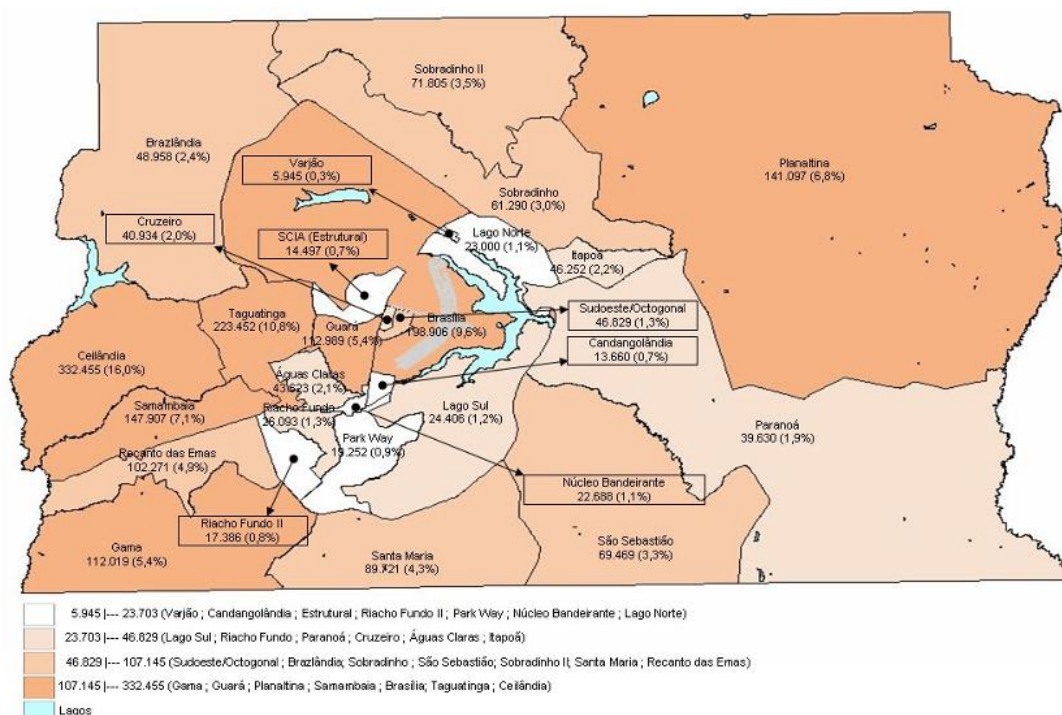 Sobradinho II
71.805 (3,5%)
Brazlândia
48.958 (2,4%)
Varjão
5.945 (0,3%)
Planaltina
141.097 (6,8%)
Sobradinho
61.290 (3,0%)
Cruzeiro
40.934 (2,0%)
SCIA (Estrutural)
14.497 (0,7%)
Lago Norte
23.000 (1,1%)
Itapoã
46.252 (2,2%)
Taguatinga
223.452 (10,8%)
Guará
112.989 (5,4%)
Brasília
198.906 (9,6%)
Sudoeste/Octogonal
46.829 (1,3%)
Candangolândia
13.660 (0,7%)
Ceilândia
332.455 (16,0%)
Águas Claras
43.623 (2,1%)
Samambaia
147.907 (7,1%)
Riacho Fundo
26.093 (1,3%)
Lago Sul
24.406 (1,2%)
Park Way
19.252 (0,9%)
Paranoá
39.630 (1,9%)
Recanto das Emas
102.271 (4,9%)
Núcleo Bandeirante
22.688 (1,1%)
Riacho Fundo II
17.386 (0,8%)
Gama
112.019 (5,4%)
Santa Maria
89.721 (4,3%)
São Sebastião
69.469 (3,3%)
5.945 |--- 23.703 (Varjão ; Candangolândia ; Estrutural ; Riacho Fundo II ; Park Way ; Núcleo Bandeirante ; Lago Norte)
23.703 |--- 46.829 (Lago Sul ; Riacho Fundo ; Paranoá ; Cruzeiro ; Águas Claras ; Itapoã)
46.829 |--- 107.145 (Sudoeste/Octogonal ; Brazlândia; Sobradinho ; São Sebastião; Sobradinho II; Santa Maria ; Recanto das Emas)
107.145 |--- 332.455 (Gama ; Guará ; Planaltina ; Samambaia ; Brasília; Taguatinga ; Ceilândia)
Lagos